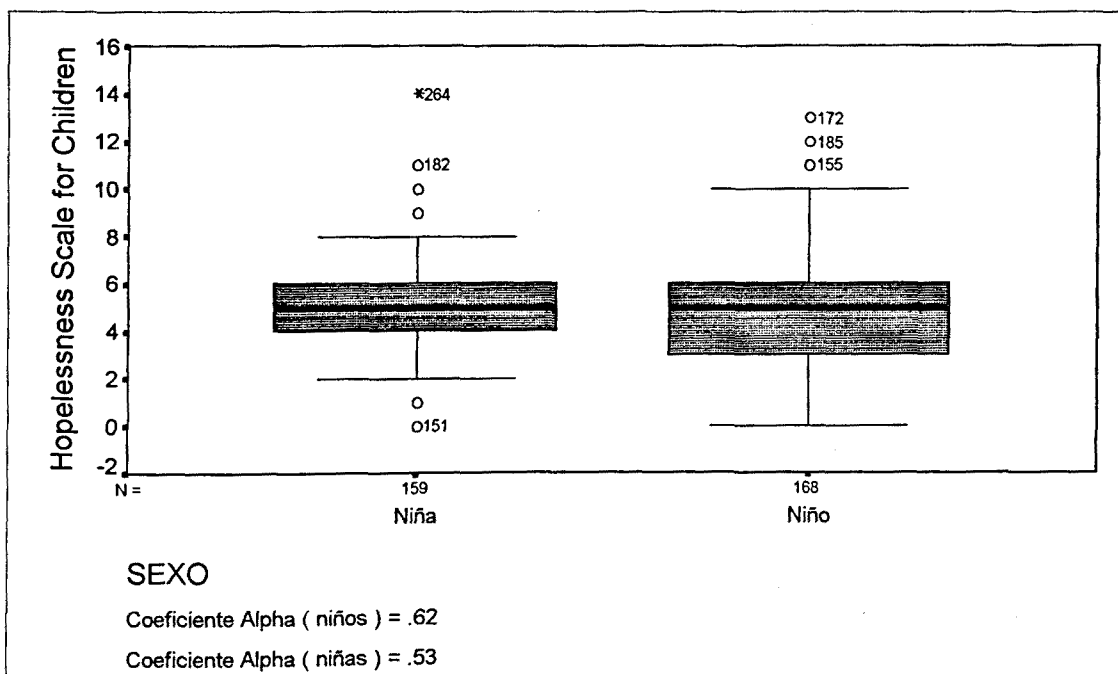 Hopelessness Scale for Children
16
14
12
10
8
6
4
2
0
-2
*264
182
151
172
185
155
N =
159
168
Niña
Niño
SEXO
Coeficiente Alpha ( niños ) = .62
Coeficiente Alpha ( niñas ) = .53